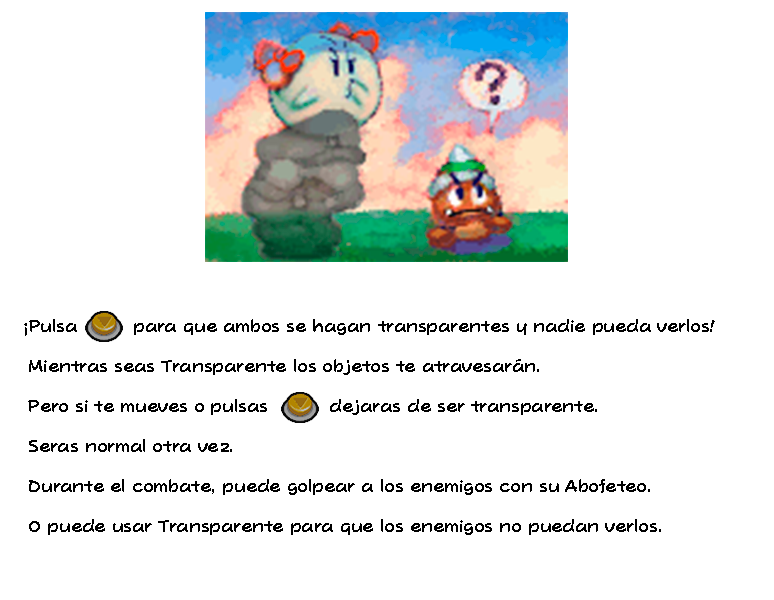 ?
¡Pulsa para que ambos se hagan transparentes y nadie pueda verlos!
Mientras seas Transparente los objetos te atravesarán.
Pero si te mueves o pulsas dejaras de ser transparente.
Seras normal otra vez.
Durante el combate, puede golpear a los enemigos con su Abofeteo.
O puede usar Transparente para que los enemigos no puedan verlos.